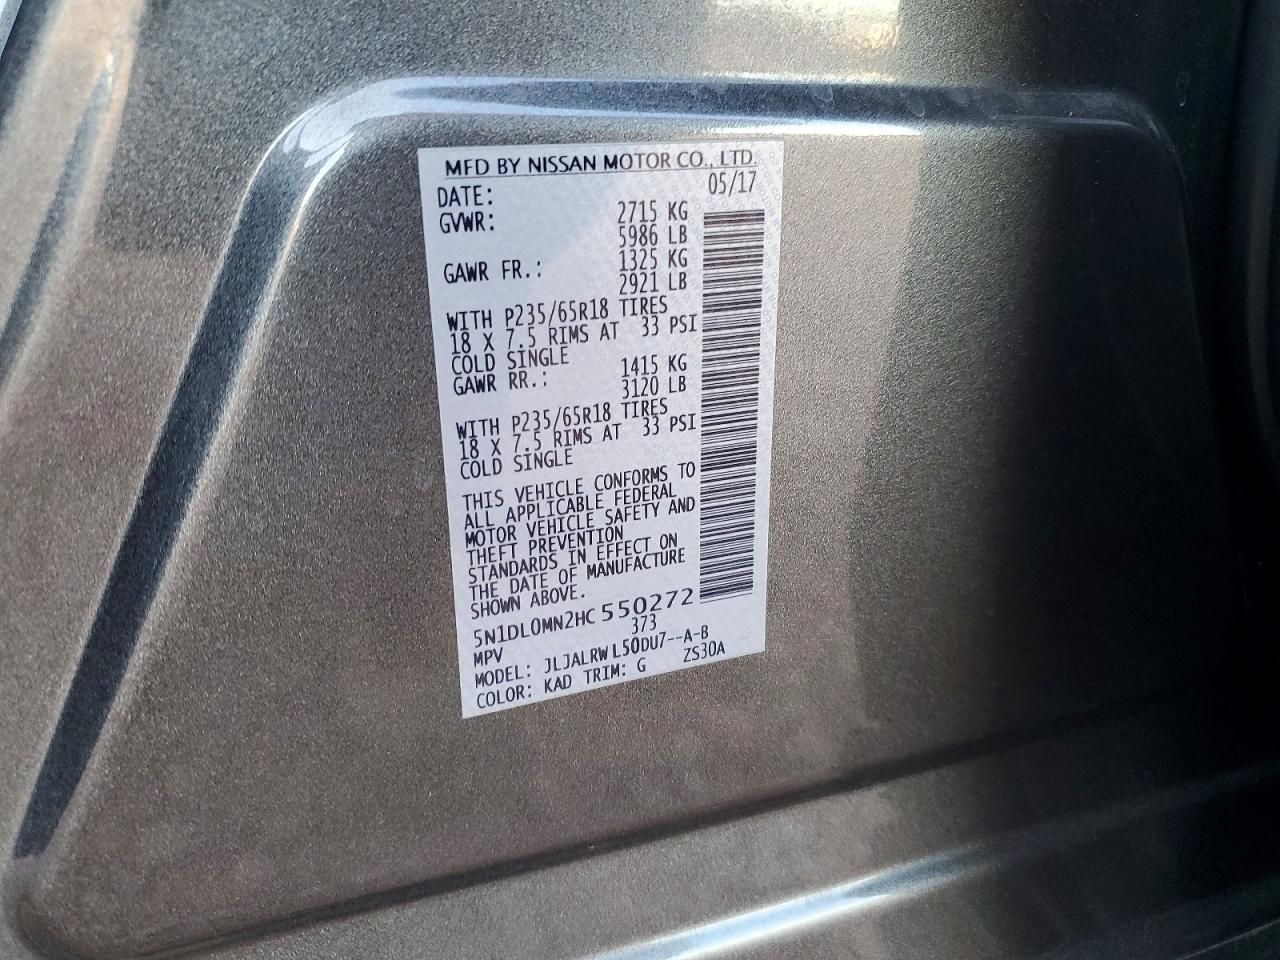 MFD BY NISSAN MOTOR CO., LTD.
DATE: 05/17
GVWR: 2715 KG
5986 LB
GAWR FR.: 1325 KG
2921 LB
WITH P235/65R18 TIRES
18 X 7.5 RIMS AT 33 PSI
COLD SINGLE
GAWR RR.: 1415 KG
3120 LB
WITH P235/65R18 TIRES
18 X 7.5 RIMS AT 33 PSI
COLD SINGLE
THIS VEHICLE CONFORMS TO
ALL APPLICABLE FEDERAL
MOTOR VEHICLE SAFETY AND
THEFT PREVENTION
STANDARDS IN EFFECT ON
THE DATE OF MANUFACTURE
SHOWN ABOVE.
5N1DL0MN2HC550272
MPV 373
MODEL: JLJALRWL50DU7--A-B
COLOR: KAD TRIM: G ZS30A